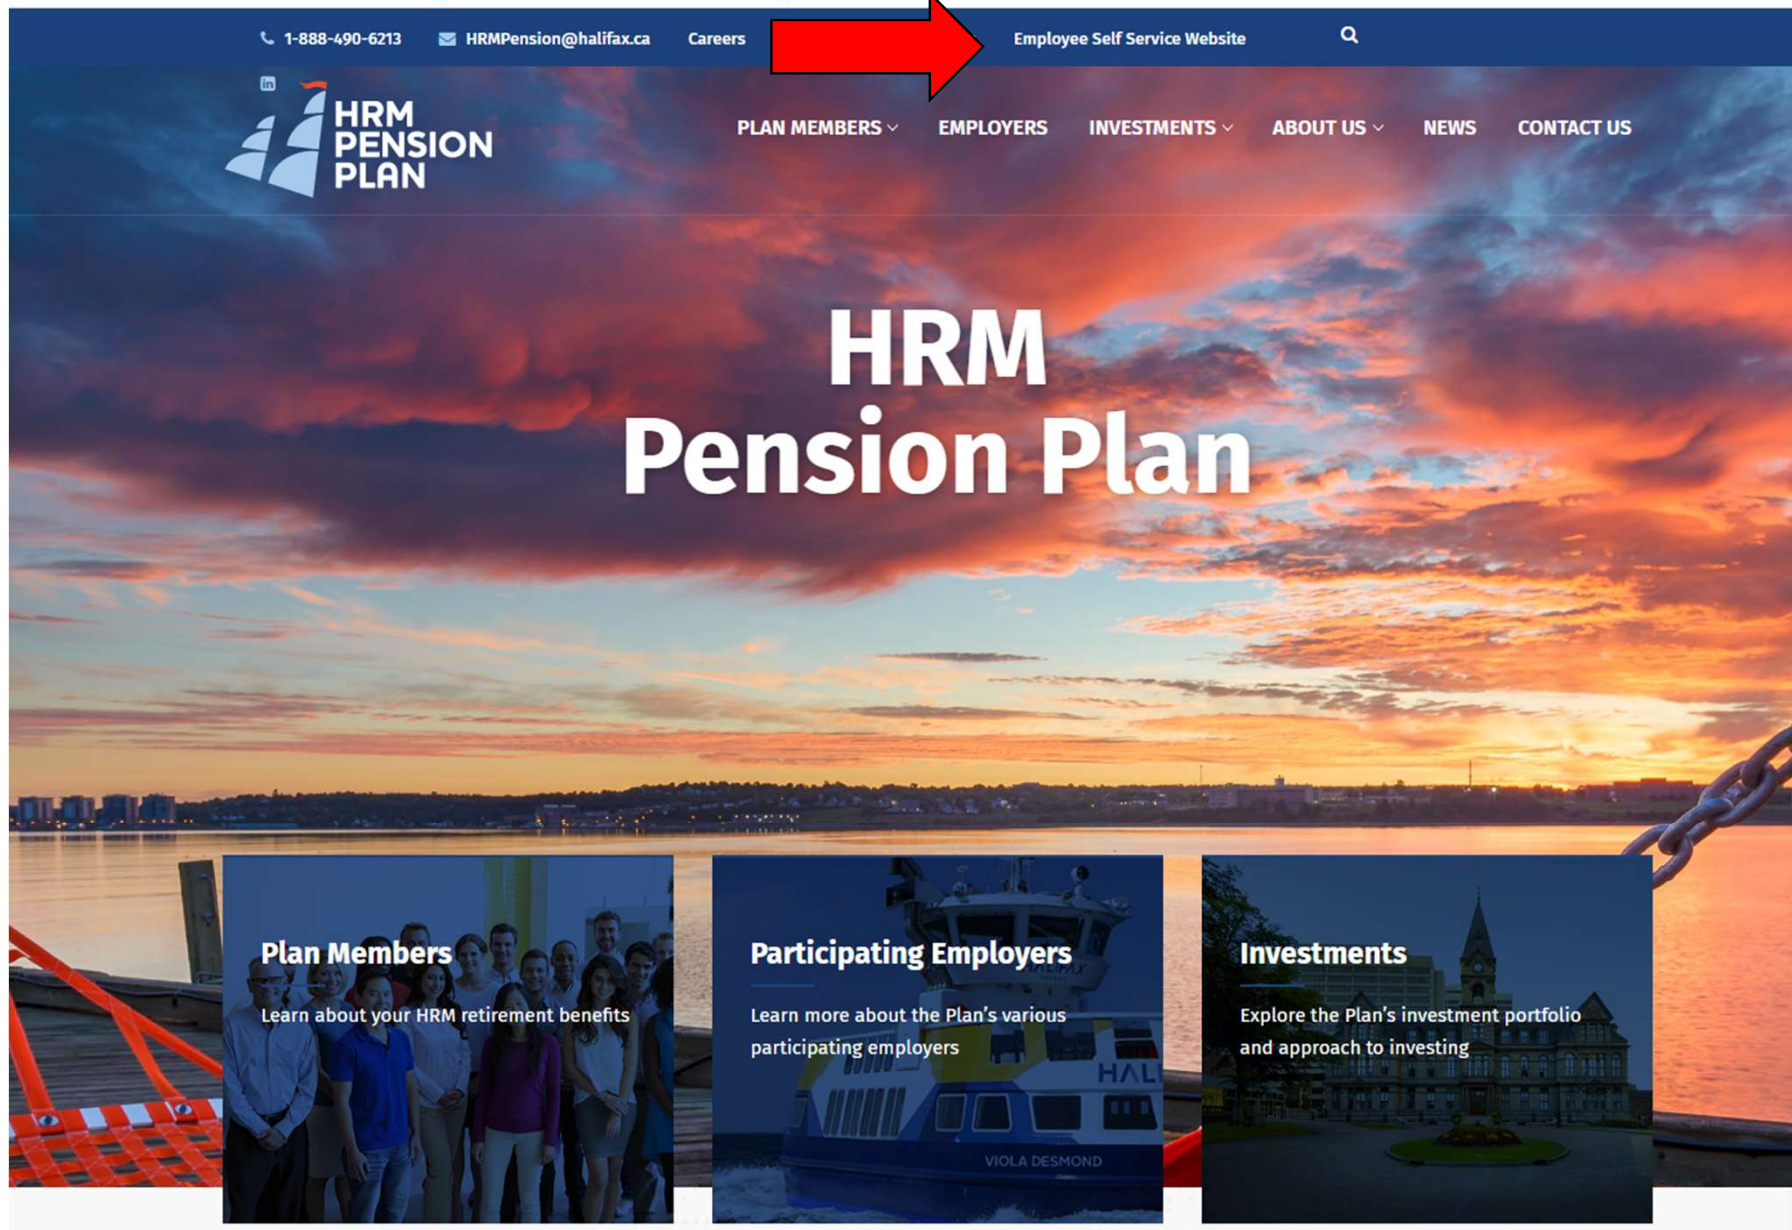 1-888-490-6213 HRMPension@halifax.ca Careers Employee Self Service Website
in
HRM
PENSION
PLAN
PLAN MEMBERS EMPLOYERS INVESTMENTS ABOUT US NEWS CONTACT US
HRM
Pension Plan
Plan Members
Learn about your HRM retirement benefits
Participating Employers
Learn more about the Plan's various
participating employers
HALIFAX
HALI
VIOLA DESMOND
Investments
Explore the Plan's investment portfolio
and approach to investing